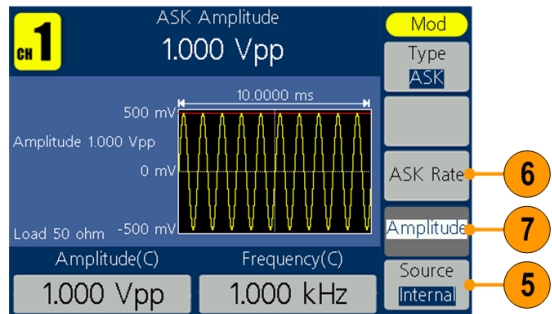 CH 1
ASK Amplitude
1.000 Vpp
Mod
Type
ASK
10.0000 ms
500 mV
Amplitude 1.000 Vpp
0 mV
ASK Rate
6
Amplitude
7
Load 50 ohm
-500 mV
Amplitude(C)
Frequency(C)
Source
Internal
5
1.000 Vpp
1.000 kHz